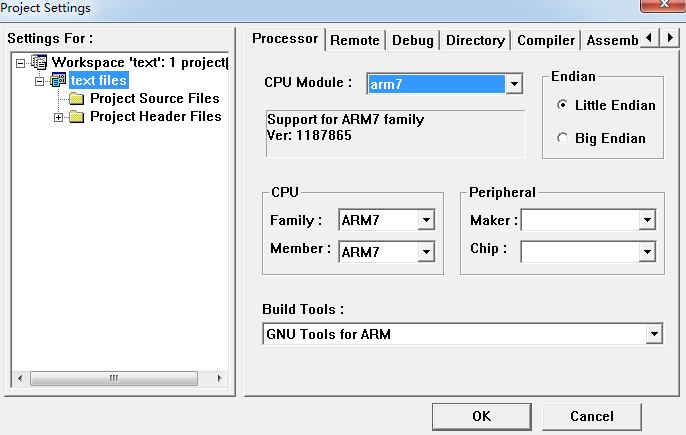 Project Settings
Settings For :
Workspace 'text': 1 project(
text files
Project Source Files
Project Header Files
Processor Remote Debug Directory Compiler Assemb
CPU Module : arm7
Support for ARM7 family
Ver: 1187865
Endian
Little Endian
Big Endian
CPU
Family : ARM7
Member : ARM7
Peripheral
Maker :
Chip :
Build Tools :
GNU Tools for ARM
OK Cancel